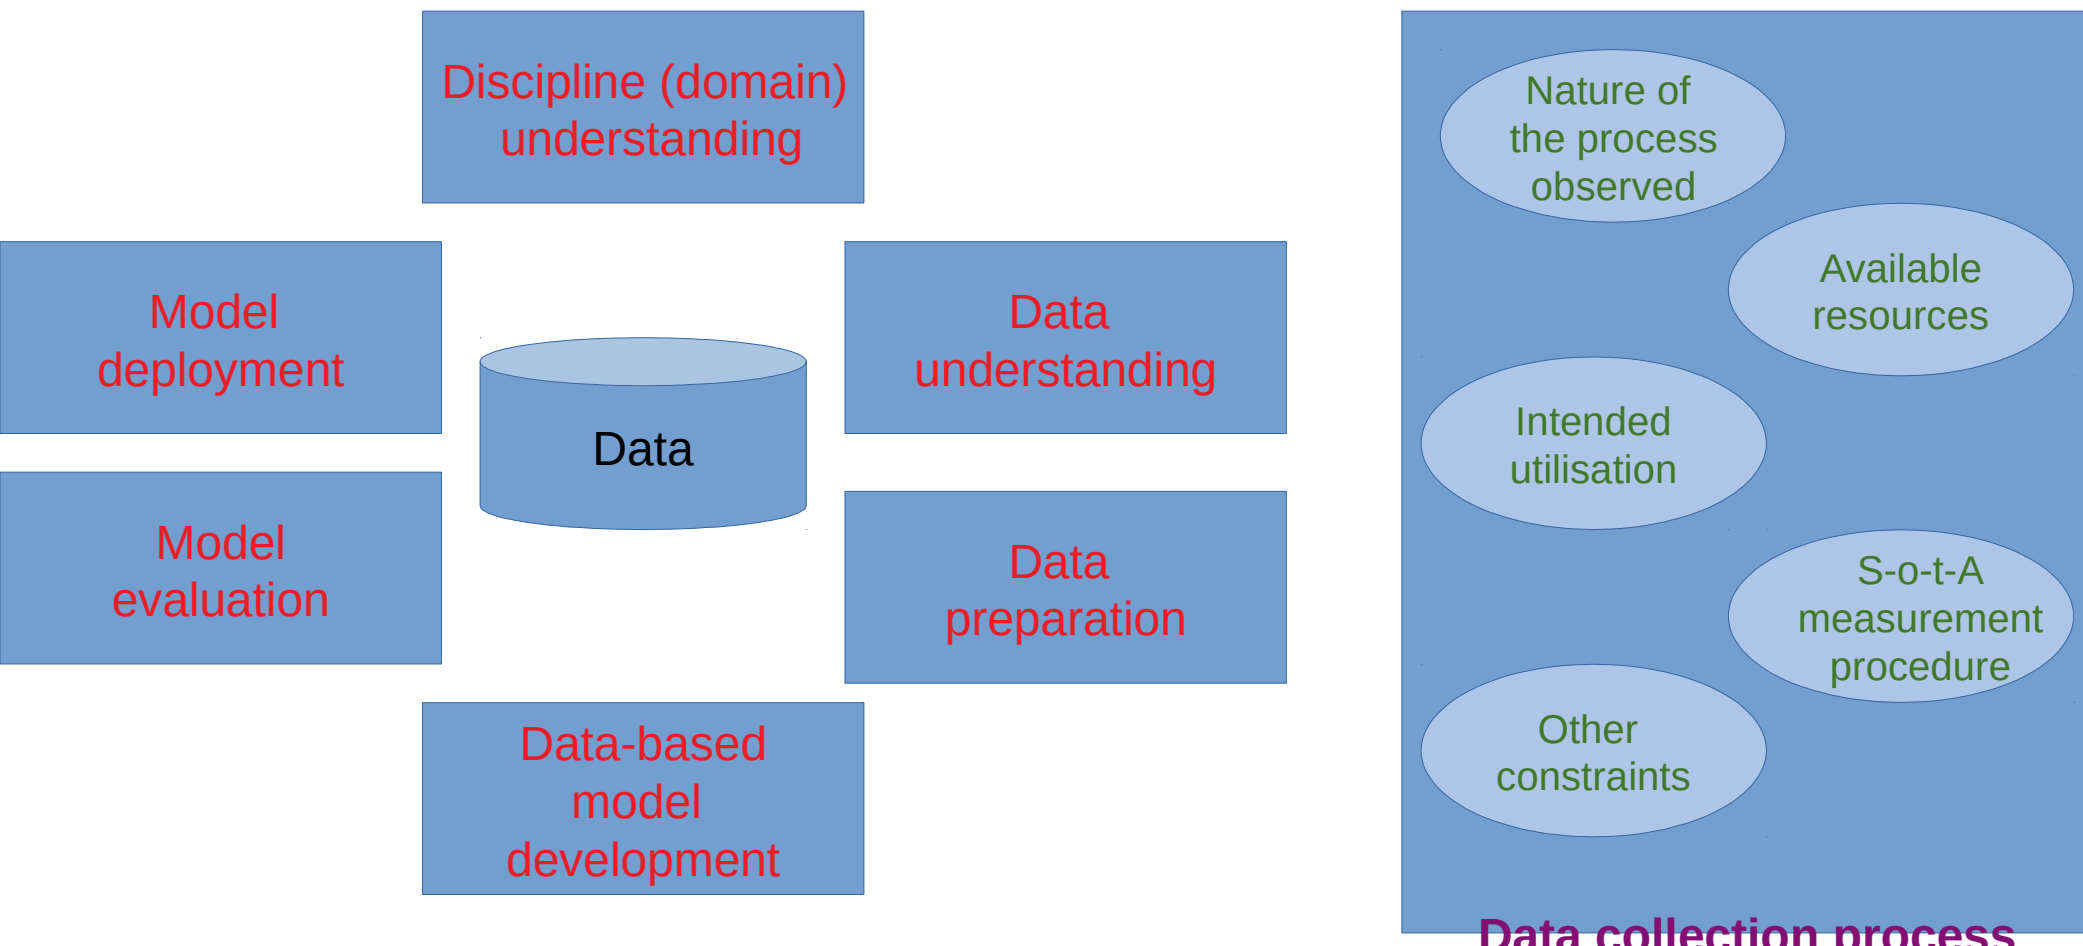 Discipline (domain)
understanding
Model
deployment
Data
understanding
Data
Model
evaluation
Data
preparation
Data-based
model
development
Nature of
the process
observed
Available
resources
Intended
utilisation
S-o-t-A
measurement
procedure
Other
constraints
Data collection process